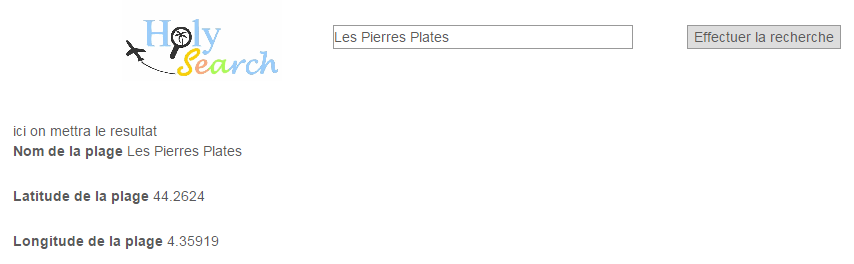 Holy
Search
Les Pierres Plates
Effectuer la recherche
ici on mettra le resultat
Nom de la plage Les Pierres Plates
Latitude de la plage 44.2624
Longitude de la plage 4.35919